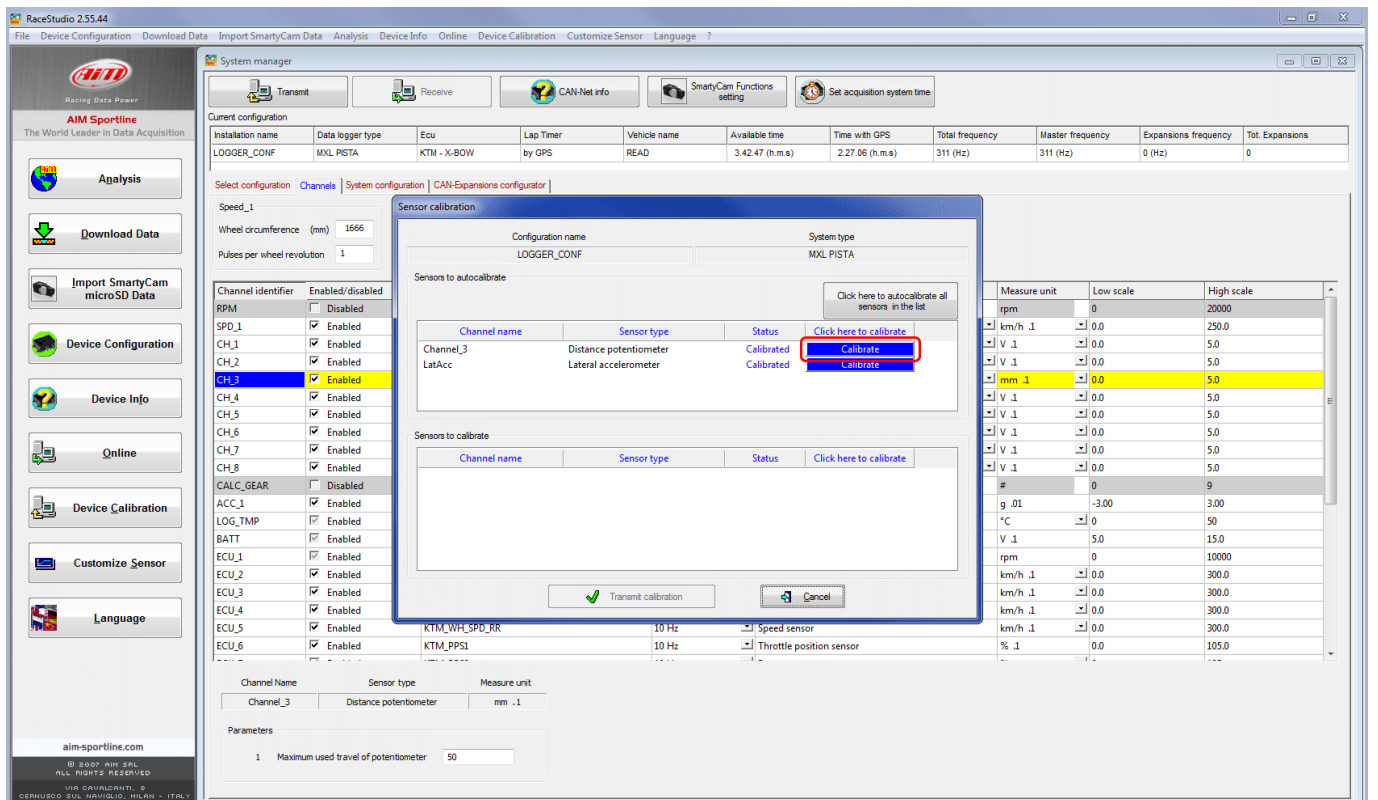 RaceStudio 2.55.44
File Device Configuration Download Data Import SmartyCam Data Analysis Device Info Online Device Calibration Customize Sensor Language ?
AiM
Racing Data Power
AIM Sportline
The World Leader in Data Acquisition
Analysis
Download Data
Import SmartyCam
microSD Data
Device Configuration
Device Info
Online
Device Calibration
Customize Sensor
Language
aim-sportline.com
© 2007 AIM SRL
ALL RIGHTS RESERVED
VIA CAVALCANTI, 8
CERNUSCO SUL NAVIGLIO, MILAN - ITALY
System manager
Transmit Receive CAN-Net info SmartyCam Functions setting Set acquisition system time
Current configuration
Installation name Data logger type Ecu Lap Timer Vehicle name Available time Time with GPS Total frequency Master frequency Expansions frequency Tot. Expansions
LOGGER_CONF MXL PISTA KTM - X-BOW by GPS READ 3.42.47 (h.m.s) 2.27.06 (h.m.s) 311 (Hz) 311 (Hz) 0 (Hz) 0
Select configuration Channels System configuration CAN-Expansions configurator
Speed_1
Wheel circumference (mm) 1666
Pulses per wheel revolution 1
Sensor calibration
Configuration name System type
LOGGER_CONF MXL PISTA
Sensors to autocalibrate
Click here to autocalibrate all
sensors in the list
Channel name Sensor type Status Click here to calibrate
Channel_3 Distance potentiometer Calibrated Calibrate
LatAcc Lateral accelerometer Calibrated Calibrate
Sensors to calibrate
Channel name Sensor type Status Click here to calibrate
Transmit calibration Cancel
Channel identifier Enabled/disabled Measure unit Low scale High scale
RPM Disabled rpm 0 20000
SPD_1 Enabled km/h .1 0.0 250.0
CH_1 Enabled V .1 0.0 5.0
CH_2 Enabled V .1 0.0 5.0
CH_3 Enabled mm .1 0.0 5.0
CH_4 Enabled V .1 0.0 5.0
CH_5 Enabled V .1 0.0 5.0
CH_6 Enabled V .1 0.0 5.0
CH_7 Enabled V .1 0.0 5.0
CH_8 Enabled V .1 0.0 5.0
CALC_GEAR Disabled # 0 9
ACC_1 Enabled g .01 -3.00 3.00
LOG_TMP Enabled °C 0 50
BATT Enabled V .1 5.0 15.0
ECU_1 Enabled rpm 0 10000
ECU_2 Enabled km/h .1 0.0 300.0
ECU_3 Enabled km/h .1 0.0 300.0
ECU_4 Enabled km/h .1 0.0 300.0
ECU_5 Enabled KTM_WH_SPD_RR 10 Hz Speed sensor km/h .1 0.0 300.0
ECU_6 Enabled KTM_PPS1 10 Hz Throttle position sensor % .1 0.0 105.0
Channel Name Sensor type Measure unit
Channel_3 Distance potentiometer mm .1
Parameters
1 Maximum used travel of potentiometer 50